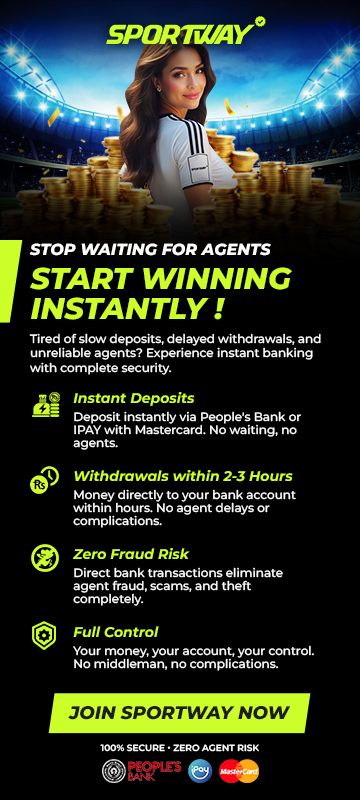 SPORTWAY
SPORTWAY
STOP WAITING FOR AGENTS
START WINNING
INSTANTLY !
Tired of slow deposits, delayed withdrawals, and
unreliable agents? Experience instant banking
with complete security.
Instant Deposits
Deposit instantly via People's Bank or
IPAY with Mastercard. No waiting, no
agents.
Rs
Withdrawals within 2-3 Hours
Money directly to your bank account
within hours. No agent delays or
complications.
Zero Fraud Risk
Direct bank transactions eliminate
agent fraud, scams, and theft
completely.
Full Control
Your money, your account, your control.
No middleman, no complications.
JOIN SPORTWAY NOW
100% SECURE • ZERO AGENT RISK
PEOPLE'S
BANK
iPay
MasterCard